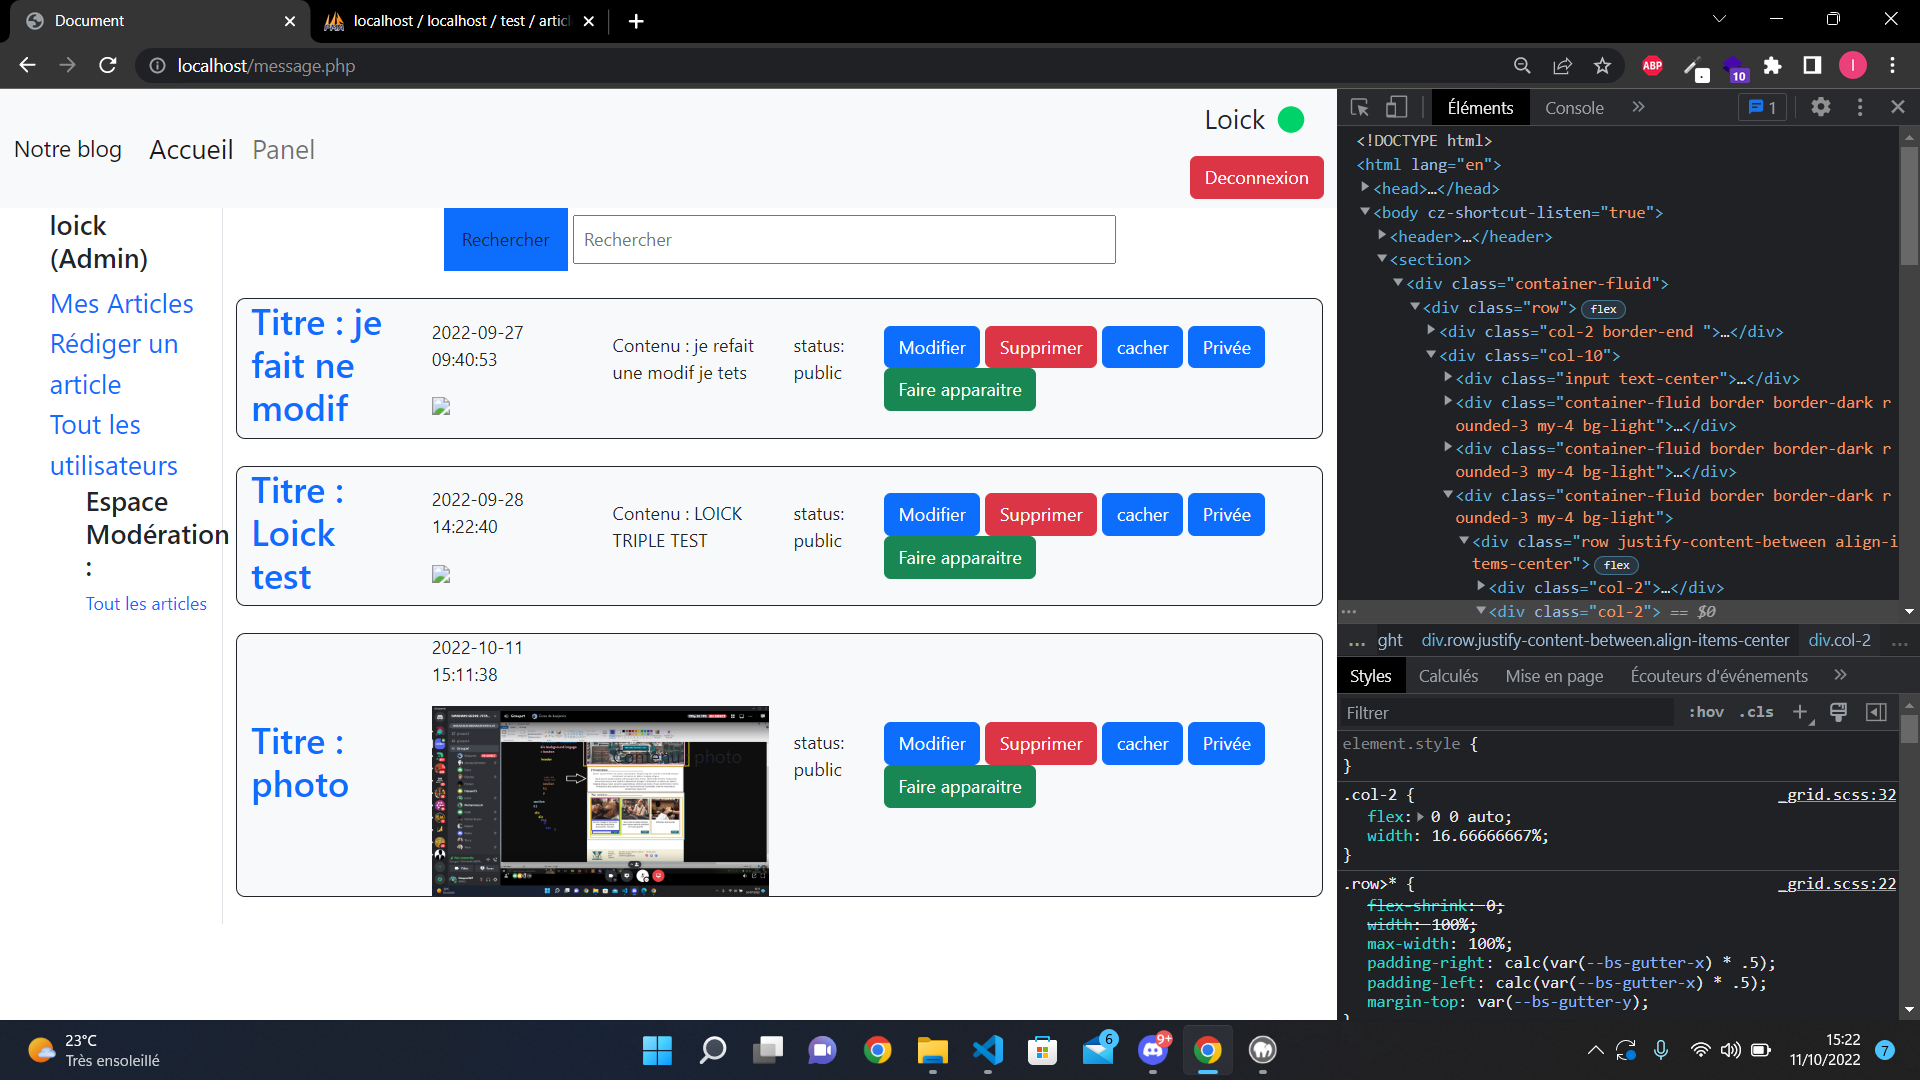 Document
localhost / localhost / test / artic
localhost/message.php
ABP
10
I
Notre blog
Accueil
Panel
Loick
Deconnexion
loick
(Admin)
Mes Articles
Rédiger un
article
Tout les
utilisateurs
Espace
Modération
:
Tout les articles
Rechercher
Rechercher
Titre : je
fait ne
modif
2022-09-27
09:40:53
Contenu : je refait
une modif je tets
status:
public
Modifier
Supprimer
cacher
Privée
Faire apparaitre
Titre :
Loick
test
2022-09-28
14:22:40
Contenu : LOICK
TRIPLE TEST
status:
public
Modifier
Supprimer
cacher
Privée
Faire apparaitre
Titre :
photo
2022-10-11
15:11:38
Contenu : photo
status:
public
Modifier
Supprimer
cacher
Privée
Faire apparaitre
Éléments
Console
1
<!DOCTYPE html>
<html lang="en">
<head>…</head>
<body cz-shortcut-listen="true">
<header>…</header>
<section>
<div class="container-fluid">
<div class="row"> flex
<div class="col-2 border-end ">…</div>
<div class="col-10">
<div class="input text-center">…</div>
<div class="container-fluid border border-dark r
ounded-3 my-4 bg-light">…</div>
<div class="container-fluid border border-dark r
ounded-3 my-4 bg-light">…</div>
<div class="container-fluid border border-dark r
ounded-3 my-4 bg-light">
<div class="row justify-content-between align-i
tems-center"> flex
<div class="col-2">…</div>
<div class="col-2"> == $0
... ght div.row.justify-content-between.align-items-center div.col-2 ...
Styles
Calculés
Mise en page
Écouteurs d'événements
Filtrer
:hov .cls
element.style {
}
.col-2 { _grid.scss:32
flex: 0 0 auto;
width: 16.66666667%;
}
.row>* { _grid.scss:22
flex-shrink: 0;
width: 100%;
max-width: 100%;
padding-right: calc(var(--bs-gutter-x) * .5);
padding-left: calc(var(--bs-gutter-x) * .5);
margin-top: var(--bs-gutter-y);
23°C
Très ensoleillé
6
9+
15:22
11/10/2022
7